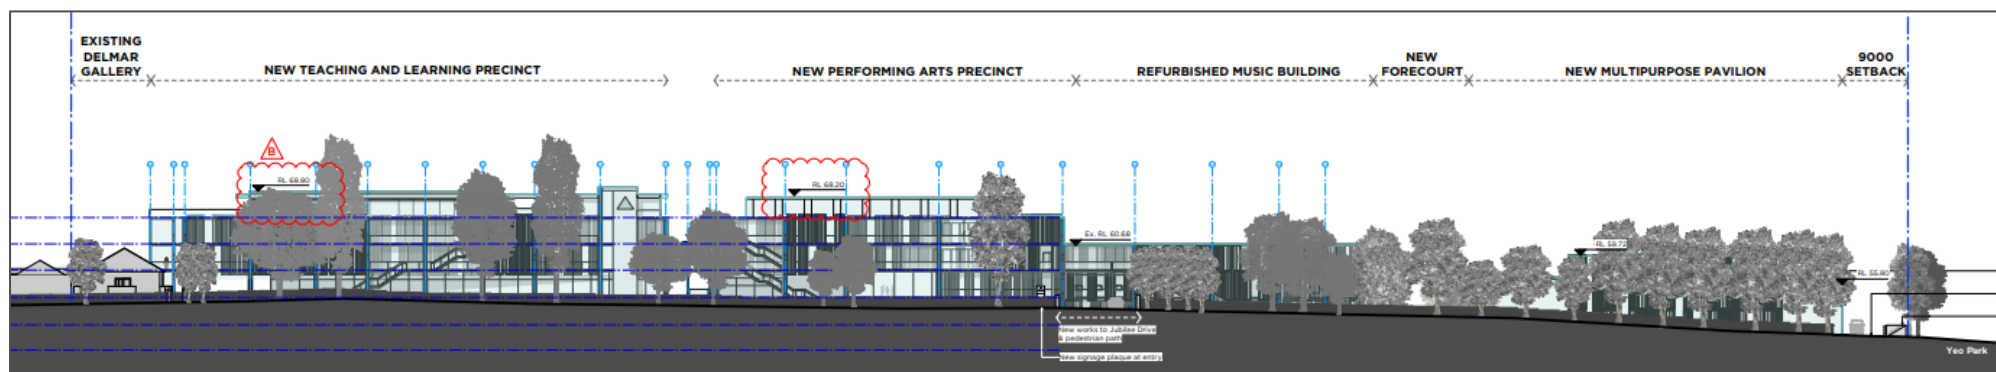 EXISTING
DELMAR
GALLERY
NEW TEACHING AND LEARNING PRECINCT
NEW PERFORMING ARTS PRECINCT
REFURBISHED MUSIC BUILDING
NEW
FORECOURT
NEW MULTIPURPOSE PAVILION
9000
SETBACK
B
RL 68.80
RL 68.20
Ex. RL 60.68
RL 59.72
RL 55.80
New works to Jubilee Drive
& pedestrian path
New signage plaque at entry
Yeo Park